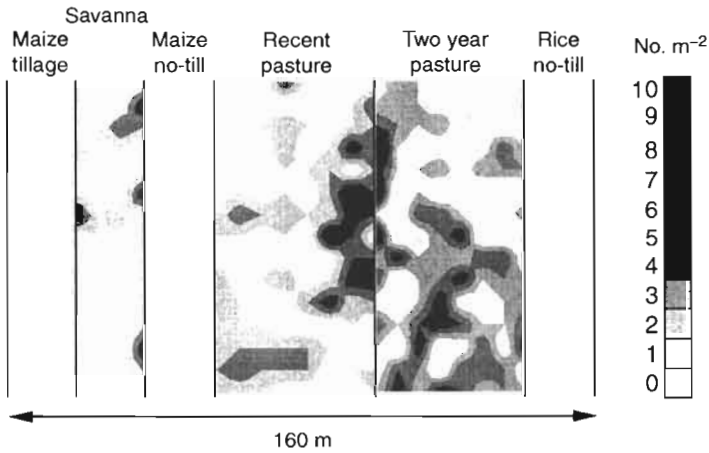 Savanna
Maize tillage
Maize no-till
Recent pasture
Two year pasture
Rice no-till
No. m⁻²
10
9
8
7
6
5
4
3
2
1
0
160 m